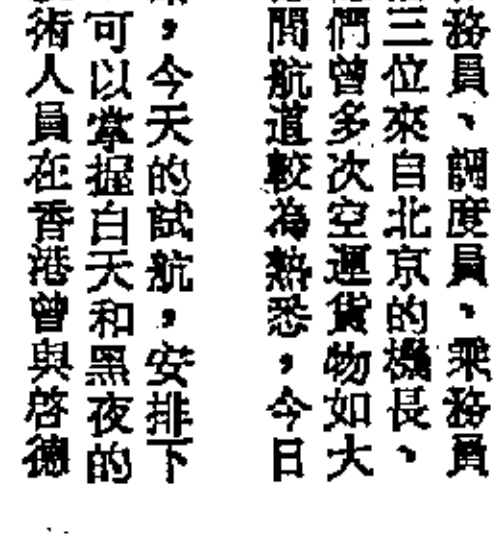 務員、調度員、乘務員
三位來自北京的機長、
們曾多次空運貨物如大
間航道較為熱悉，今日
，今天的試航，安排下
可以掌握白天和黑夜的
術人員在香港曾與啓德